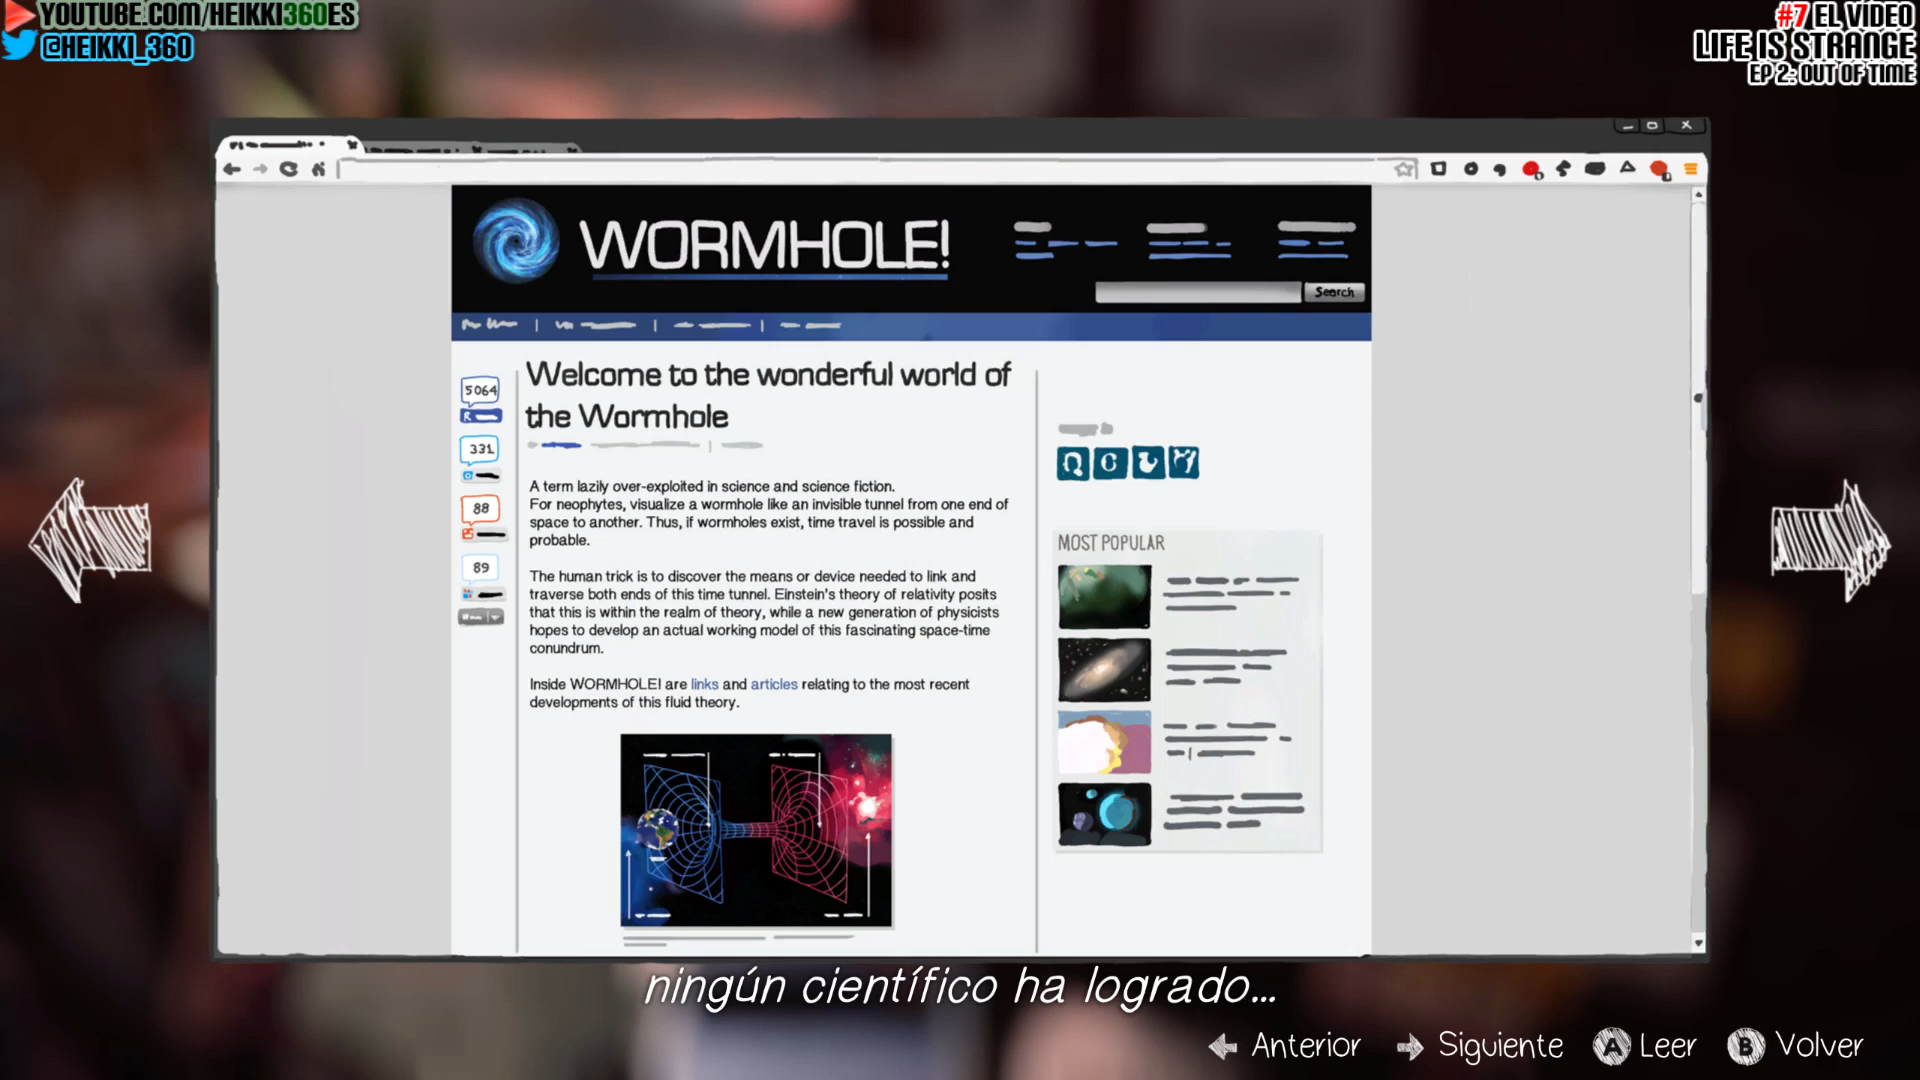 YOUTUBE.COM/HEIKKI360ES
@HEIKKI_360
#7 EL VIDEO
LIFE IS STRANGE
EP 2: OUT OF TIME
WORMHOLE!
Search
5064
331
88
89
Welcome to the wonderful world of
the Wormhole
A term lazily over-exploited in science and science fiction.
For neophytes, visualize a wormhole like an invisible tunnel from one end of
space to another. Thus, if wormholes exist, time travel is possible and
probable.
The human trick is to discover the means or device needed to link and
traverse both ends of this time tunnel. Einstein's theory of relativity posits
that this is within the realm of theory, while a new generation of physicists
hopes to develop an actual working model of this fascinating space-time
conundrum.
Inside WORMHOLE! are links and articles relating to the most recent
developments of this fluid theory.
MOST POPULAR
ningún científico ha logrado...
Anterior
Siguiente
A Leer
B Volver